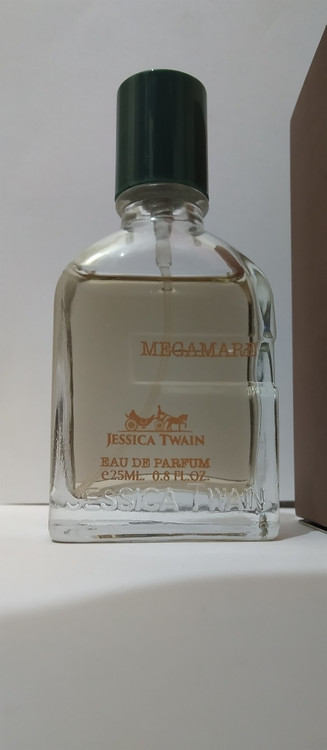 MEGAMARE
JESSICA TWAIN
EAU DE PARFUM
e25ML. 0.8 FL.OZ.
JESSICA TWAIN